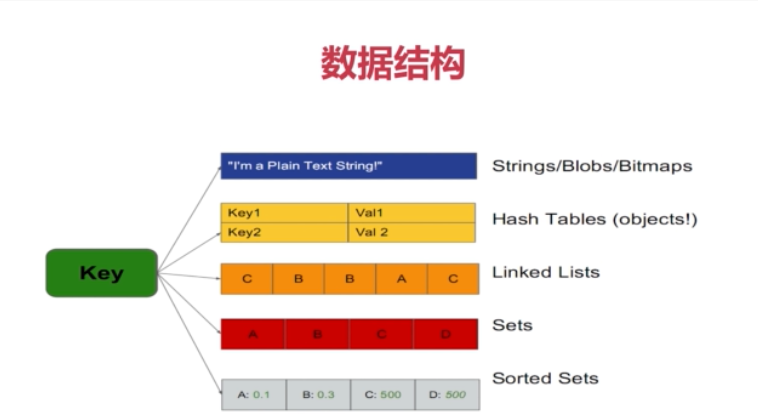 数据结构
"I'm a Plain Text String!"
Strings/Blobs/Bitmaps
Key1 Val1
Key2 Val 2
Hash Tables (objects!)
Key
C B B A C
Linked Lists
A B C D
Sets
A: 0.1 B: 0.3 C: 500 D: 500
Sorted Sets